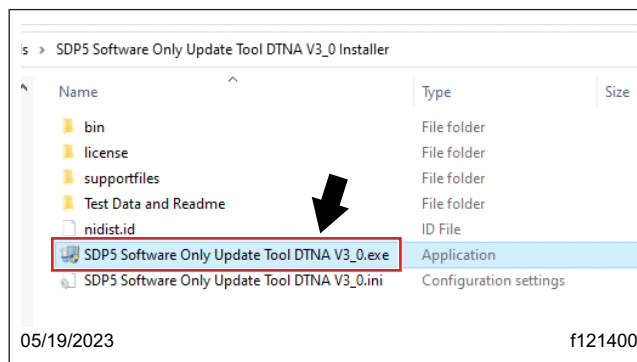 s > SDP5 Software Only Update Tool DTNA V3_0 Installer
Name Type Size
bin File folder
license File folder
supportfiles File folder
Test Data and Readme File folder
nidist.id ID File
SDP5 Software Only Update Tool DTNA V3_0.exe Application
SDP5 Software Only Update Tool DTNA V3_0.ini Configuration settings
05/19/2023 f121400